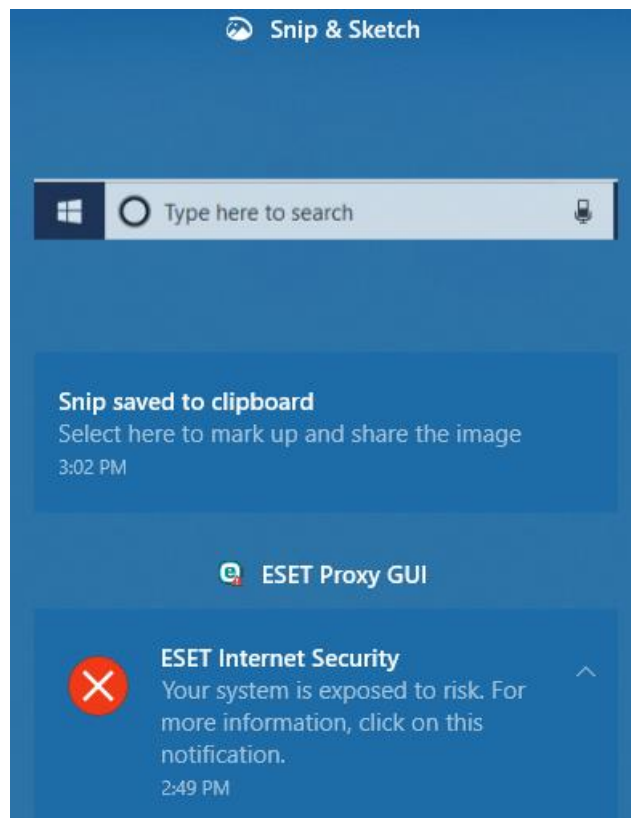 Snip & Sketch
Type here to search
Snip saved to clipboard
Select here to mark up and share the image
3:02 PM
ESET Proxy GUI
ESET Internet Security
Your system is exposed to risk. For
more information, click on this
notification.
2:49 PM